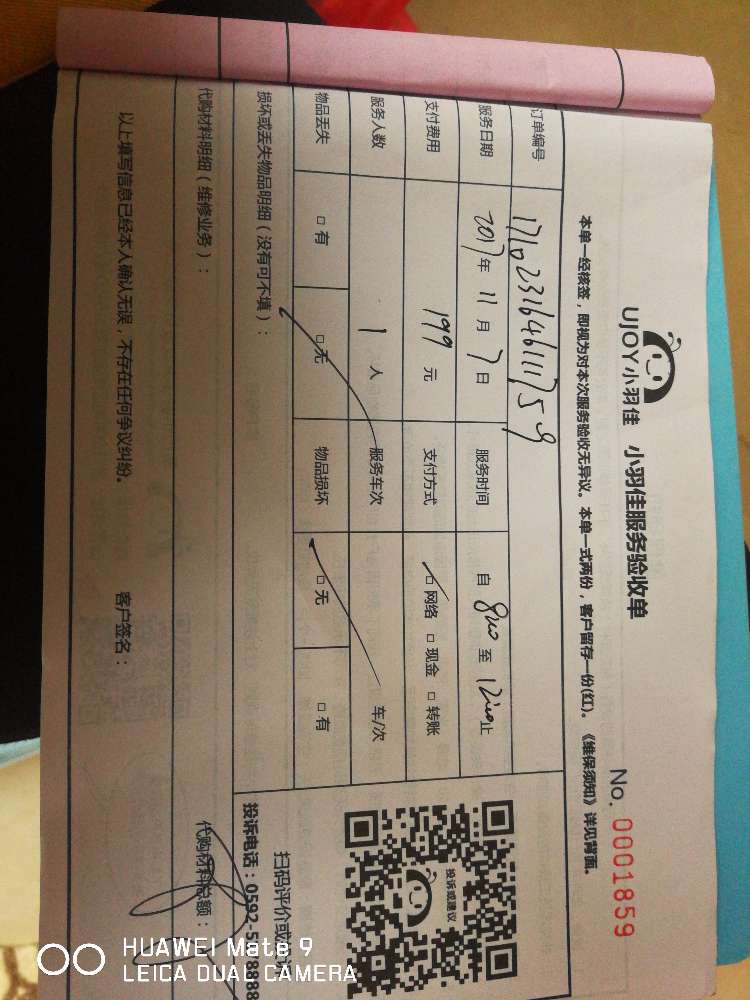 UJOY小羽佳 小羽佳服务验收单
No. 0001859
本单一经核签，即视为对本次服务验收无异议。本单一式两份，客户留存一份(红)。《维保须知》详见背面。
订单编号 171023164611759
服务日期 2017年 11月 7日 服务时间 自 8:00 至 12:00止
支付费用 199 元 支付方式 □网络 □现金 □转账
服务人数 1 人 服务车次 车/次
物品丢失 □有 □无 物品损坏 □无 □有
损坏或丢失物品明细（没有可不填）：
代购材料明细（维修业务）：
代购材料总额：
以上填写信息已经本人确认无误，不存在任何争议纠纷。 客户签名：
投诉或建议
扫码评价或
投诉电话：0592-5 8888
HUAWEI Mate 9
LEICA DUAL CAMERA